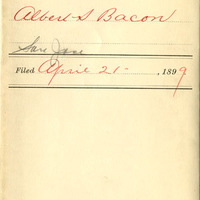 Albert S Bacon
San Jose
Filed April 21- , 1899